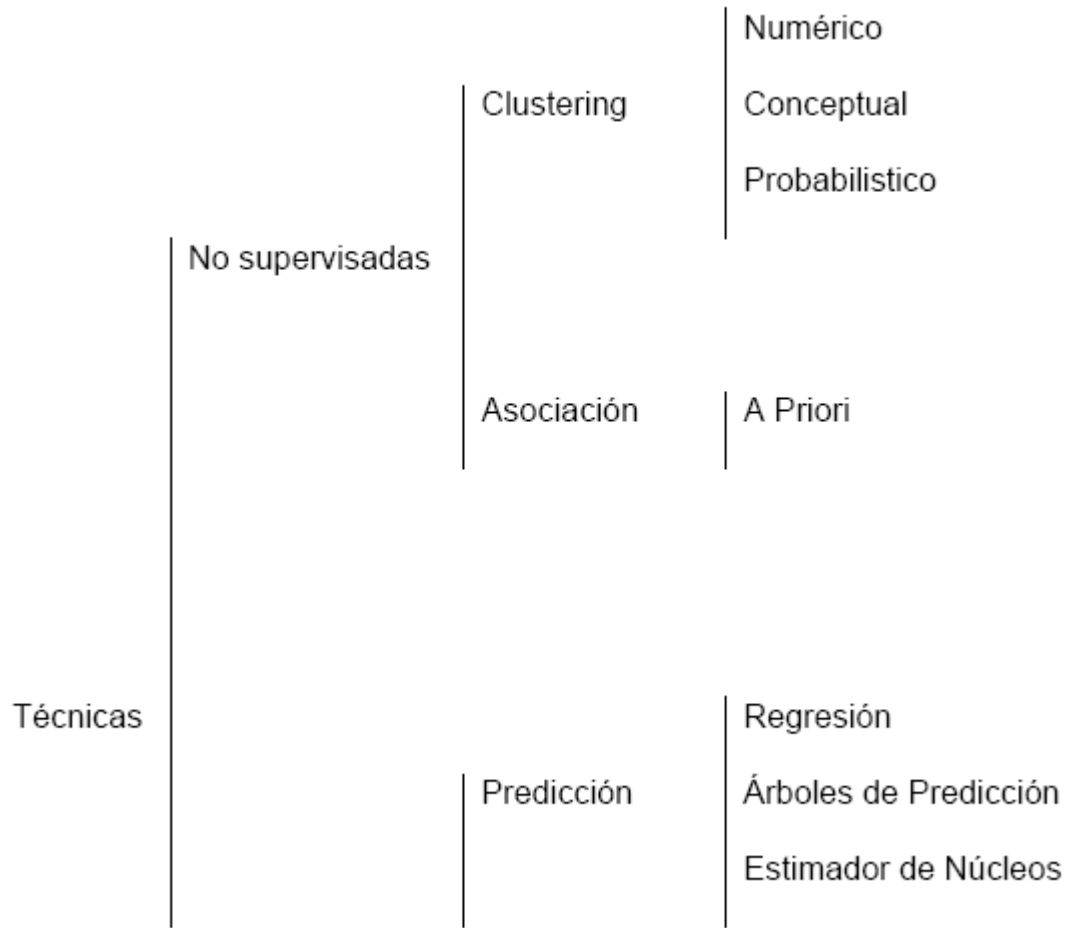 Numérico
Clustering Conceptual
Probabilistico
No supervisadas
Asociación A Priori
Técnicas Regresión
Predicción Árboles de Predicción
Estimador de Núcleos